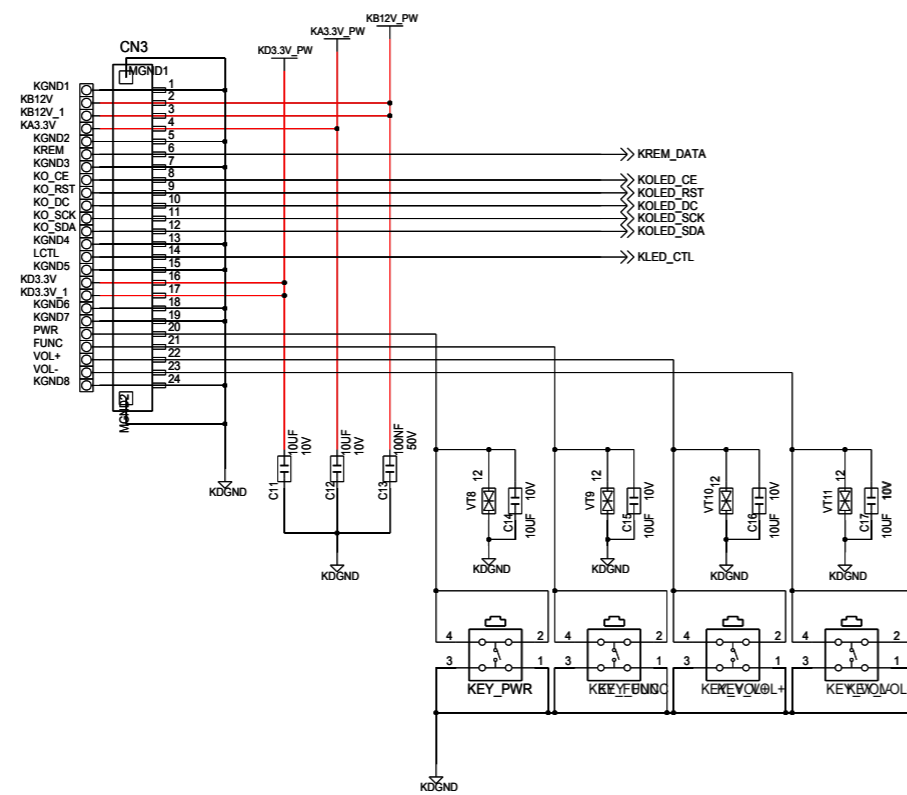 KB12V_PW
KA3.3V_PW
KD3.3V_PW
CN3
MGND1
KGND1 1
KB12V 2
KB12V_1 3
KA3.3V 4
KGND2 5
KREM 6 KREM_DATA
KGND3 7
KO_CE 8 KOLED_CE
KO_RST 9 KOLED_RST
KO_DC 10 KOLED_DC
KO_SCK 11 KOLED_SCK
KO_SDA 12 KOLED_SDA
KGND4 13
LCTL 14 KLED_CTL
KGND5 15
KD3.3V 16
KD3.3V_1 17
KGND6 18
KGND7 19
PWR 20
FUNC 21
VOL+ 22
VOL- 23
KGND8 24
MGND2
KDGND
C11 10UF 10V
C12 10UF 10V
C13 100NF 50V
KDGND
VT8 12 C14 10V 10UF
VT9 12 C15 10V 10UF
VT10 12 C16 10V 10UF
VT11 12 C17 10V 10UF
KDGND KDGND KDGND KDGND
4 2 4 2 4 2 4 2
3 1 3 1 3 1 3 1
KEY_PWR
KDGND